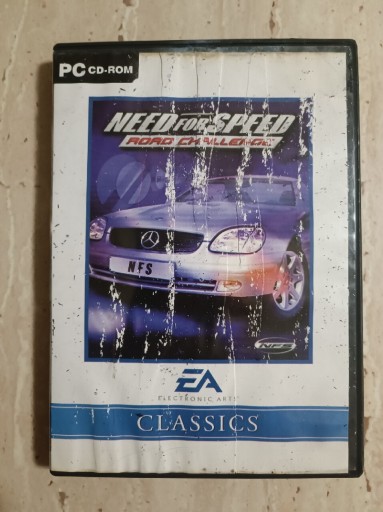 PC CD-ROM
NEED FOR SPEED
ROAD CHALLENGE
NFS
NFS
EA
ELECTRONIC ARTS
CLASSICS